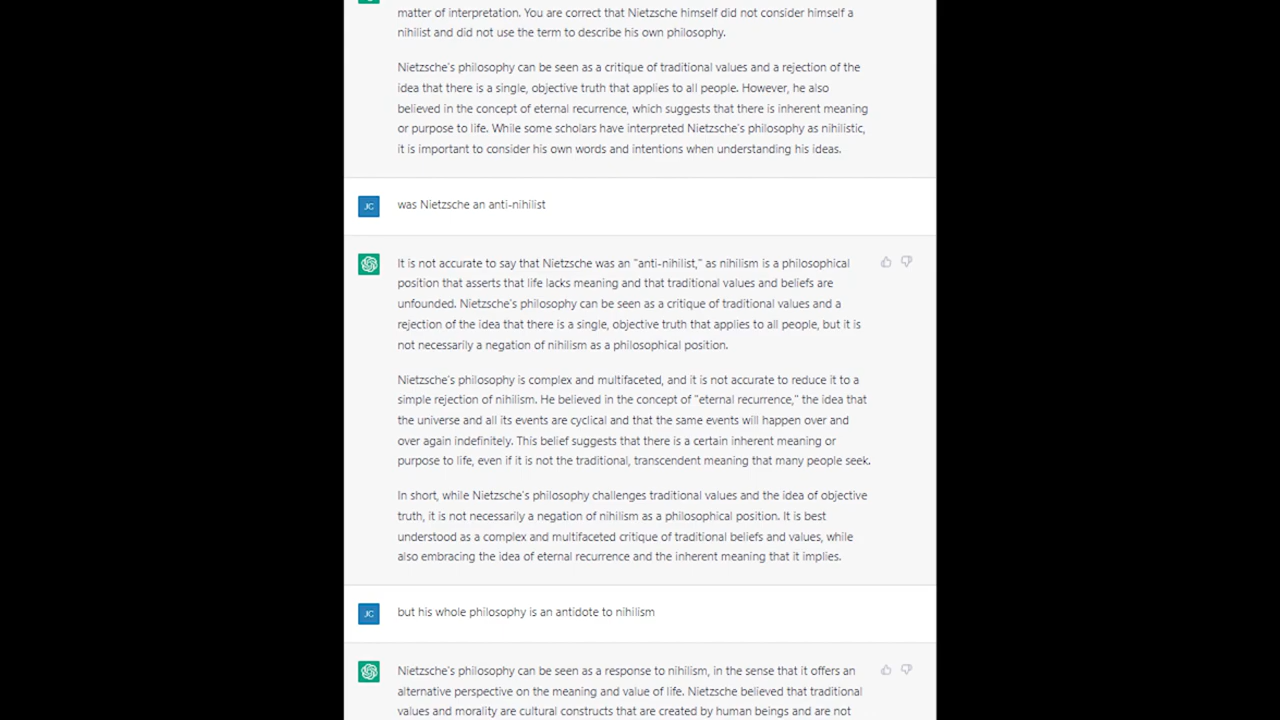 matter of interpretation. You are correct that Nietzsche himself did not consider himself a
nihilist and did not use the term to describe his own philosophy.
Nietzsche's philosophy can be seen as a critique of traditional values and a rejection of the
idea that there is a single, objective truth that applies to all people. However, he also
believed in the concept of eternal recurrence, which suggests that there is inherent meaning
or purpose to life. While some scholars have interpreted Nietzsche's philosophy as nihilistic,
it is important to consider his own words and intentions when understanding his ideas.
JC
was Nietzsche an anti-nihilist
It is not accurate to say that Nietzsche was an "anti-nihilist," as nihilism is a philosophical
position that asserts that life lacks meaning and that traditional values and beliefs are
unfounded. Nietzsche's philosophy can be seen as a critique of traditional values and a
rejection of the idea that there is a single, objective truth that applies to all people, but it is
not necessarily a negation of nihilism as a philosophical position.
Nietzsche's philosophy is complex and multifaceted, and it is not accurate to reduce it to a
simple rejection of nihilism. He believed in the concept of "eternal recurrence," the idea that
the universe and all its events are cyclical and that the same events will happen over and
over again indefinitely. This belief suggests that there is a certain inherent meaning or
purpose to life, even if it is not the traditional, transcendent meaning that many people seek.
In short, while Nietzsche's philosophy challenges traditional values and the idea of objective
truth, it is not necessarily a negation of nihilism as a philosophical position. It is best
understood as a complex and multifaceted critique of traditional beliefs and values, while
also embracing the idea of eternal recurrence and the inherent meaning that it implies.
JC
but his whole philosophy is an antidote to nihilism
Nietzsche's philosophy can be seen as a response to nihilism, in the sense that it offers an
alternative perspective on the meaning and value of life. Nietzsche believed that traditional
values and morality are cultural constructs that are created by human beings and are not